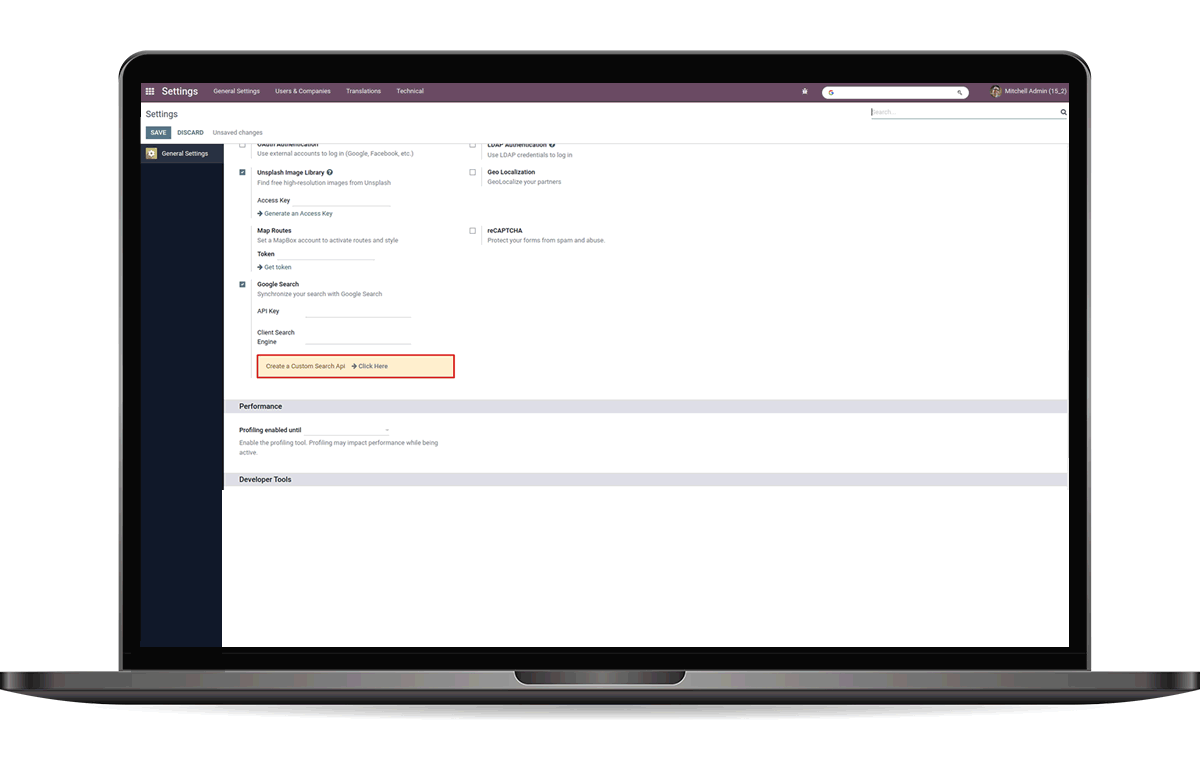 Settings General Settings Users & Companies Translations Technical Mitchell Admin (15_2)
Settings
Search...
SAVE DISCARD Unsaved changes
General Settings
OAuth Authentication
Use external accounts to log in (Google, Facebook, etc.)
LDAP Authentication
Use LDAP credentials to log in
Unsplash Image Library
Find free high-resolution images from Unsplash
Access Key
Generate an Access Key
Geo Localization
GeoLocalize your partners
Map Routes
Set a MapBox account to activate routes and style
Token
Get token
reCAPTCHA
Protect your forms from spam and abuse.
Google Search
Synchronize your search with Google Search
API Key
Client Search
Engine
Create a Custom Search Api Click Here
Performance
Profiling enabled until
Enable the profiling tool. Profiling may impact performance while being
active.
Developer Tools